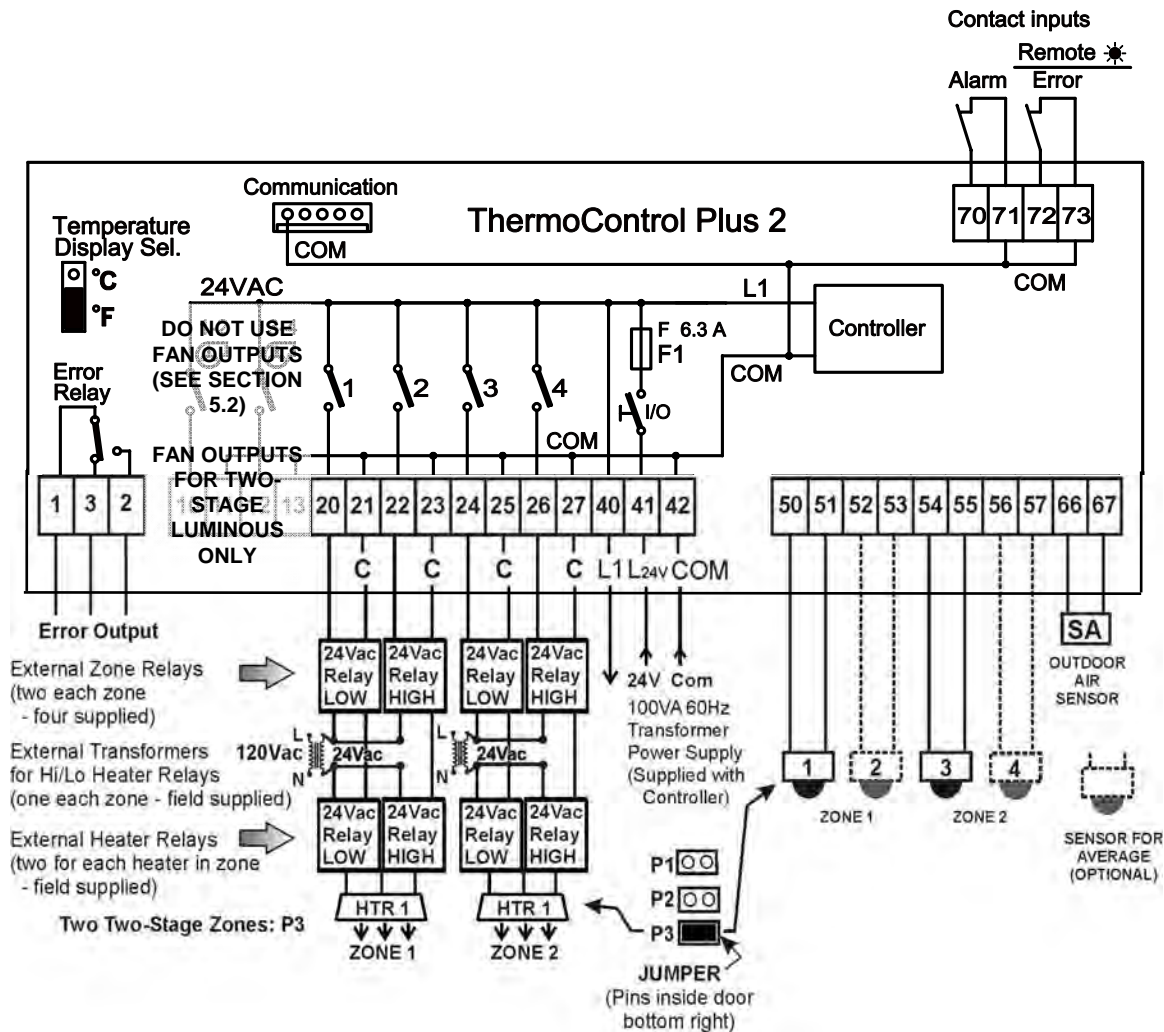 Contact inputs
Remote
Alarm Error
70 71 72 73
COM
Communication
COM
ThermoControl Plus 2
Temperature
Display Sel.
°C
°F
24VAC
L1
Controller
COM
DO NOT USE
FAN OUTPUTS
(SEE SECTION
5.2)
F 6.3 A
F1
I/O
1 2 3 4
Error
Relay
COM
FAN OUTPUTS
FOR TWO-
STAGE
LUMINOUS
ONLY
1 3 2
13
20 21 22 23 24 25 26 27 40 41 42
50 51 52 53 54 55 56 57 66 67
C C C C L1 L24V COM
Error Output
External Zone Relays
(two each zone
- four supplied)
24Vac
Relay
LOW
24Vac
Relay
HIGH
24Vac
Relay
LOW
24Vac
Relay
HIGH
24V Com
100VA 60Hz
Transformer
Power Supply
(Supplied with
Controller)
SA
OUTDOOR
AIR
SENSOR
External Transformers
for Hi/Lo Heater Relays
(one each zone - field supplied)
120Vac
L
N
24Vac
L
N
24Vac
1 2 3 4
ZONE 1 ZONE 2
SENSOR FOR
AVERAGE
(OPTIONAL)
External Heater Relays
(two for each heater in zone
- field supplied)
24Vac
Relay
LOW
24Vac
Relay
HIGH
24Vac
Relay
LOW
24Vac
Relay
HIGH
HTR 1 HTR 1
ZONE 1 ZONE 2
Two Two-Stage Zones: P3
P1
P2
P3
JUMPER
(Pins inside door
bottom right)